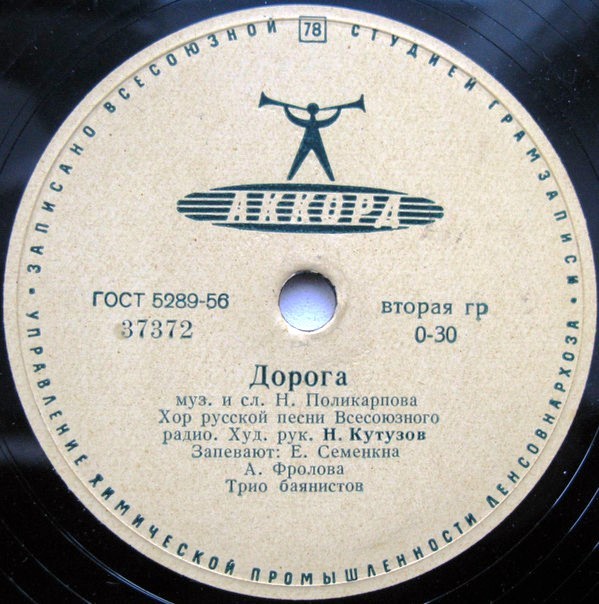 ЗАПИСАНО ВСЕСОЮЗНОЙ 78 СТУДИЕЙ ГРАМЗАПИСИ
АККОРД
ГОСТ 5289-56
37372
вторая гр
0-30
Дорога
муз. и сл. Н. Поликарпова
Хор русской песни Всесоюзного
радио. Худ. рук. Н. Кутузов
Запевают: Е. Семенкна
А. Фролова
Трио баянистов
УПРАВЛЕНИЕ ХИМИЧЕСКОЙ ПРОМЫШЛЕННОСТИ ЛЕНСОВНАРХОЗА